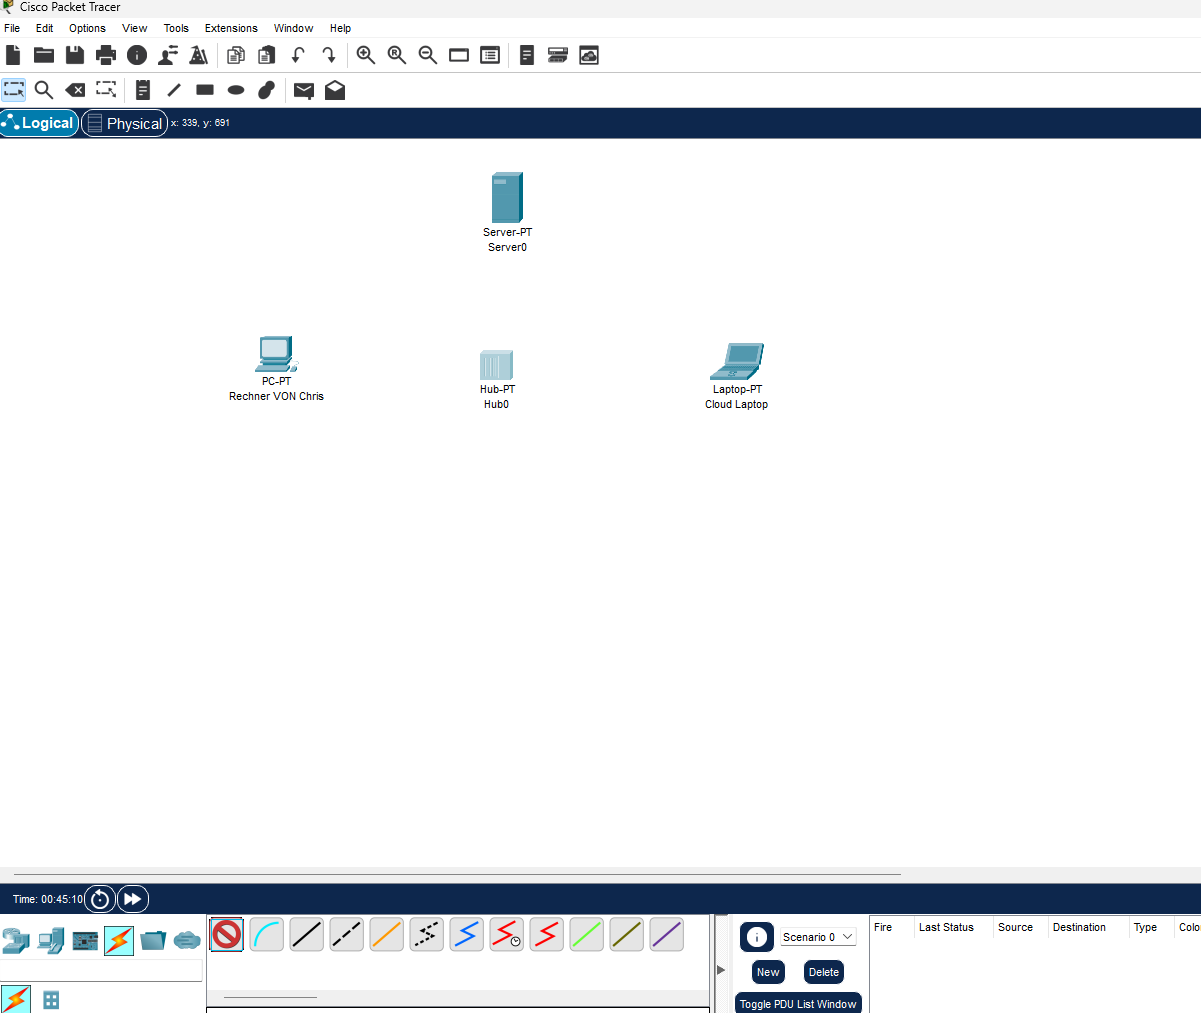 Cisco Packet Tracer
File Edit Options View Tools Extensions Window Help
Logical Physical x: 339, y: 691
Server-PT
Server0
PC-PT
Rechner VON Chris
Hub-PT
Hub0
Laptop-PT
Cloud Laptop
Time: 00:45:10
Scenario 0
New Delete
Toggle PDU List Window
Fire Last Status Source Destination Type Colo